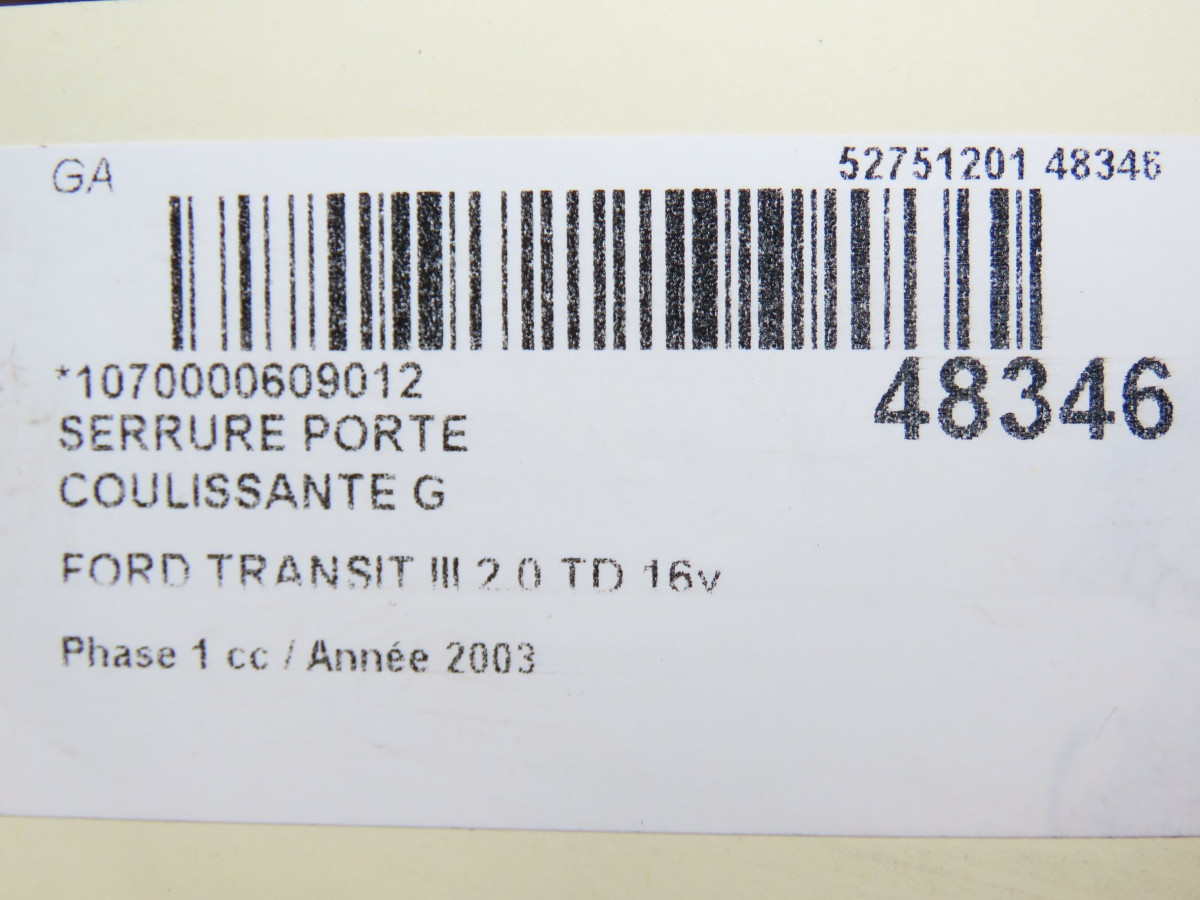 GA
52751201 48346
*1070000609012
48346
SERRURE PORTE
COULISSANTE G
FORD TRANSIT III 2.0 TD 16v
Phase 1 cc / Année 2003